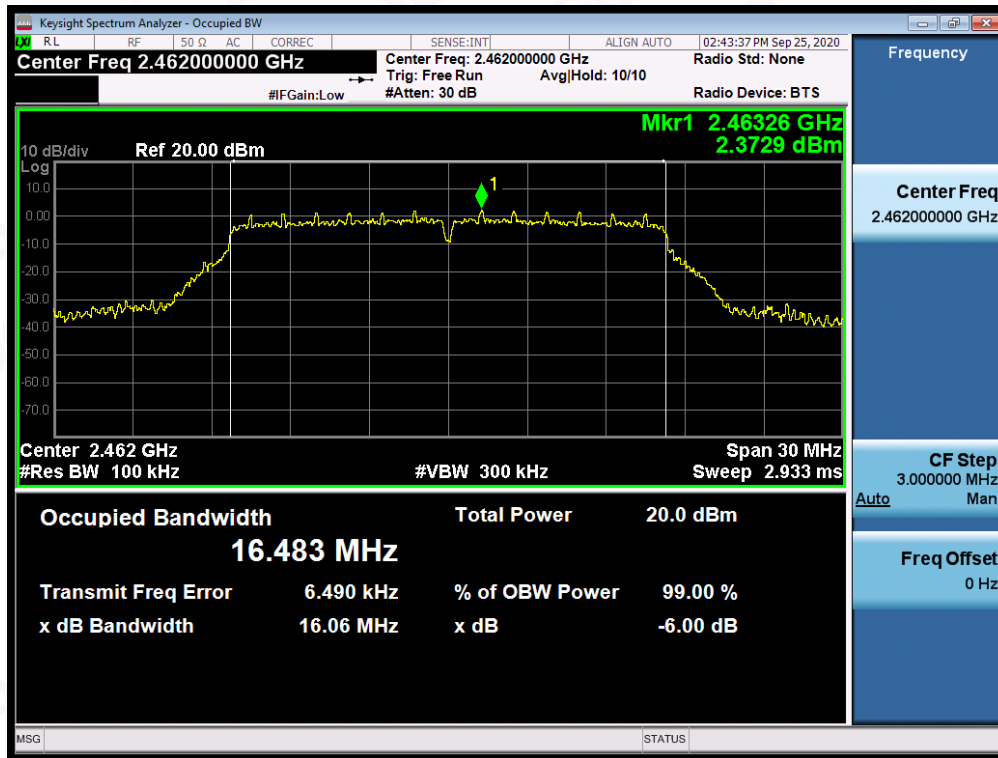 Keysight Spectrum Analyzer - Occupied BW
LXI RL RF 50 Ω AC CORREC SENSE:INT ALIGN AUTO 02:43:37 PM Sep 25, 2020
Center Freq 2.462000000 GHz
Center Freq: 2.462000000 GHz
Radio Std: None
Trig: Free Run Avg|Hold: 10/10
#IFGain:Low
#Atten: 30 dB
Radio Device: BTS
Mkr1 2.46326 GHz
2.3729 dBm
10 dB/div Ref 20.00 dBm
Log
10.0
0.00
-10.0
-20.0
-30.0
-40.0
-50.0
-60.0
-70.0
1
Center 2.462 GHz Span 30 MHz
#Res BW 100 kHz #VBW 300 kHz Sweep 2.933 ms
Occupied Bandwidth Total Power 20.0 dBm
16.483 MHz
Transmit Freq Error 6.490 kHz % of OBW Power 99.00 %
x dB Bandwidth 16.06 MHz x dB -6.00 dB
MSG STATUS
Frequency
Center Freq
2.462000000 GHz
CF Step
3.000000 MHz
Auto Man
Freq Offset
0 Hz